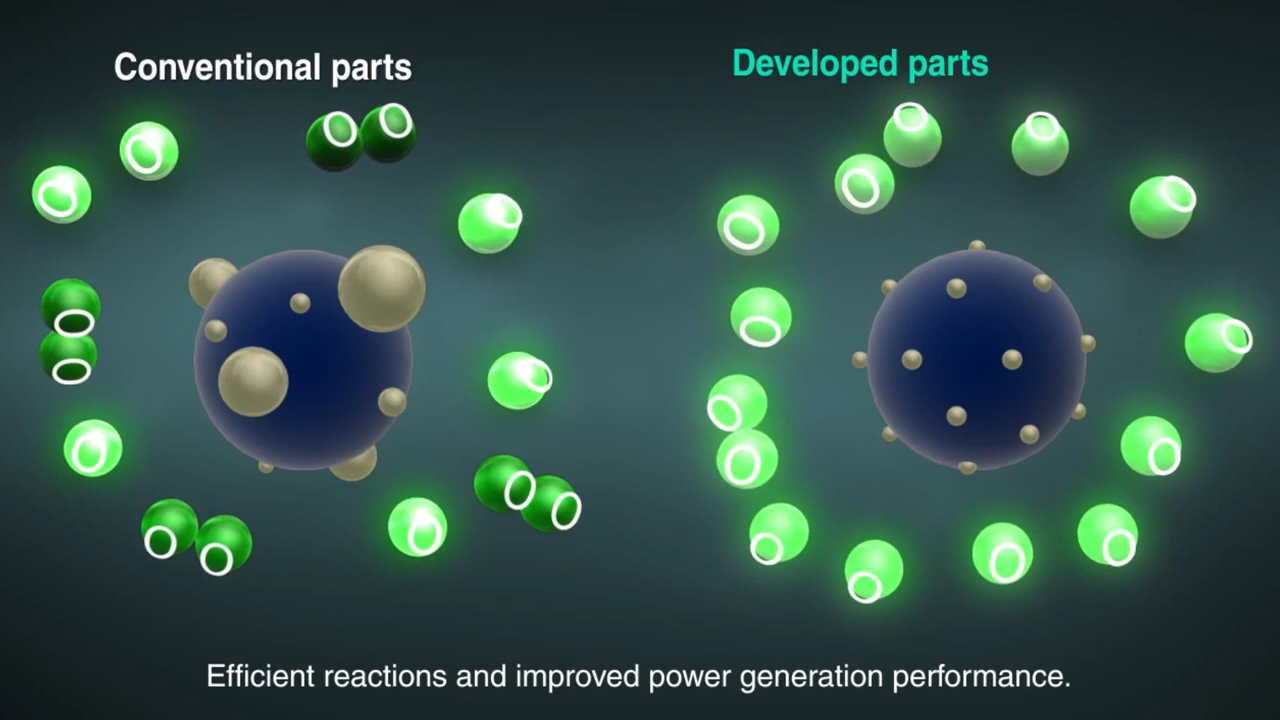 Conventional parts
Developed parts
Efficient reactions and improved power generation performance.